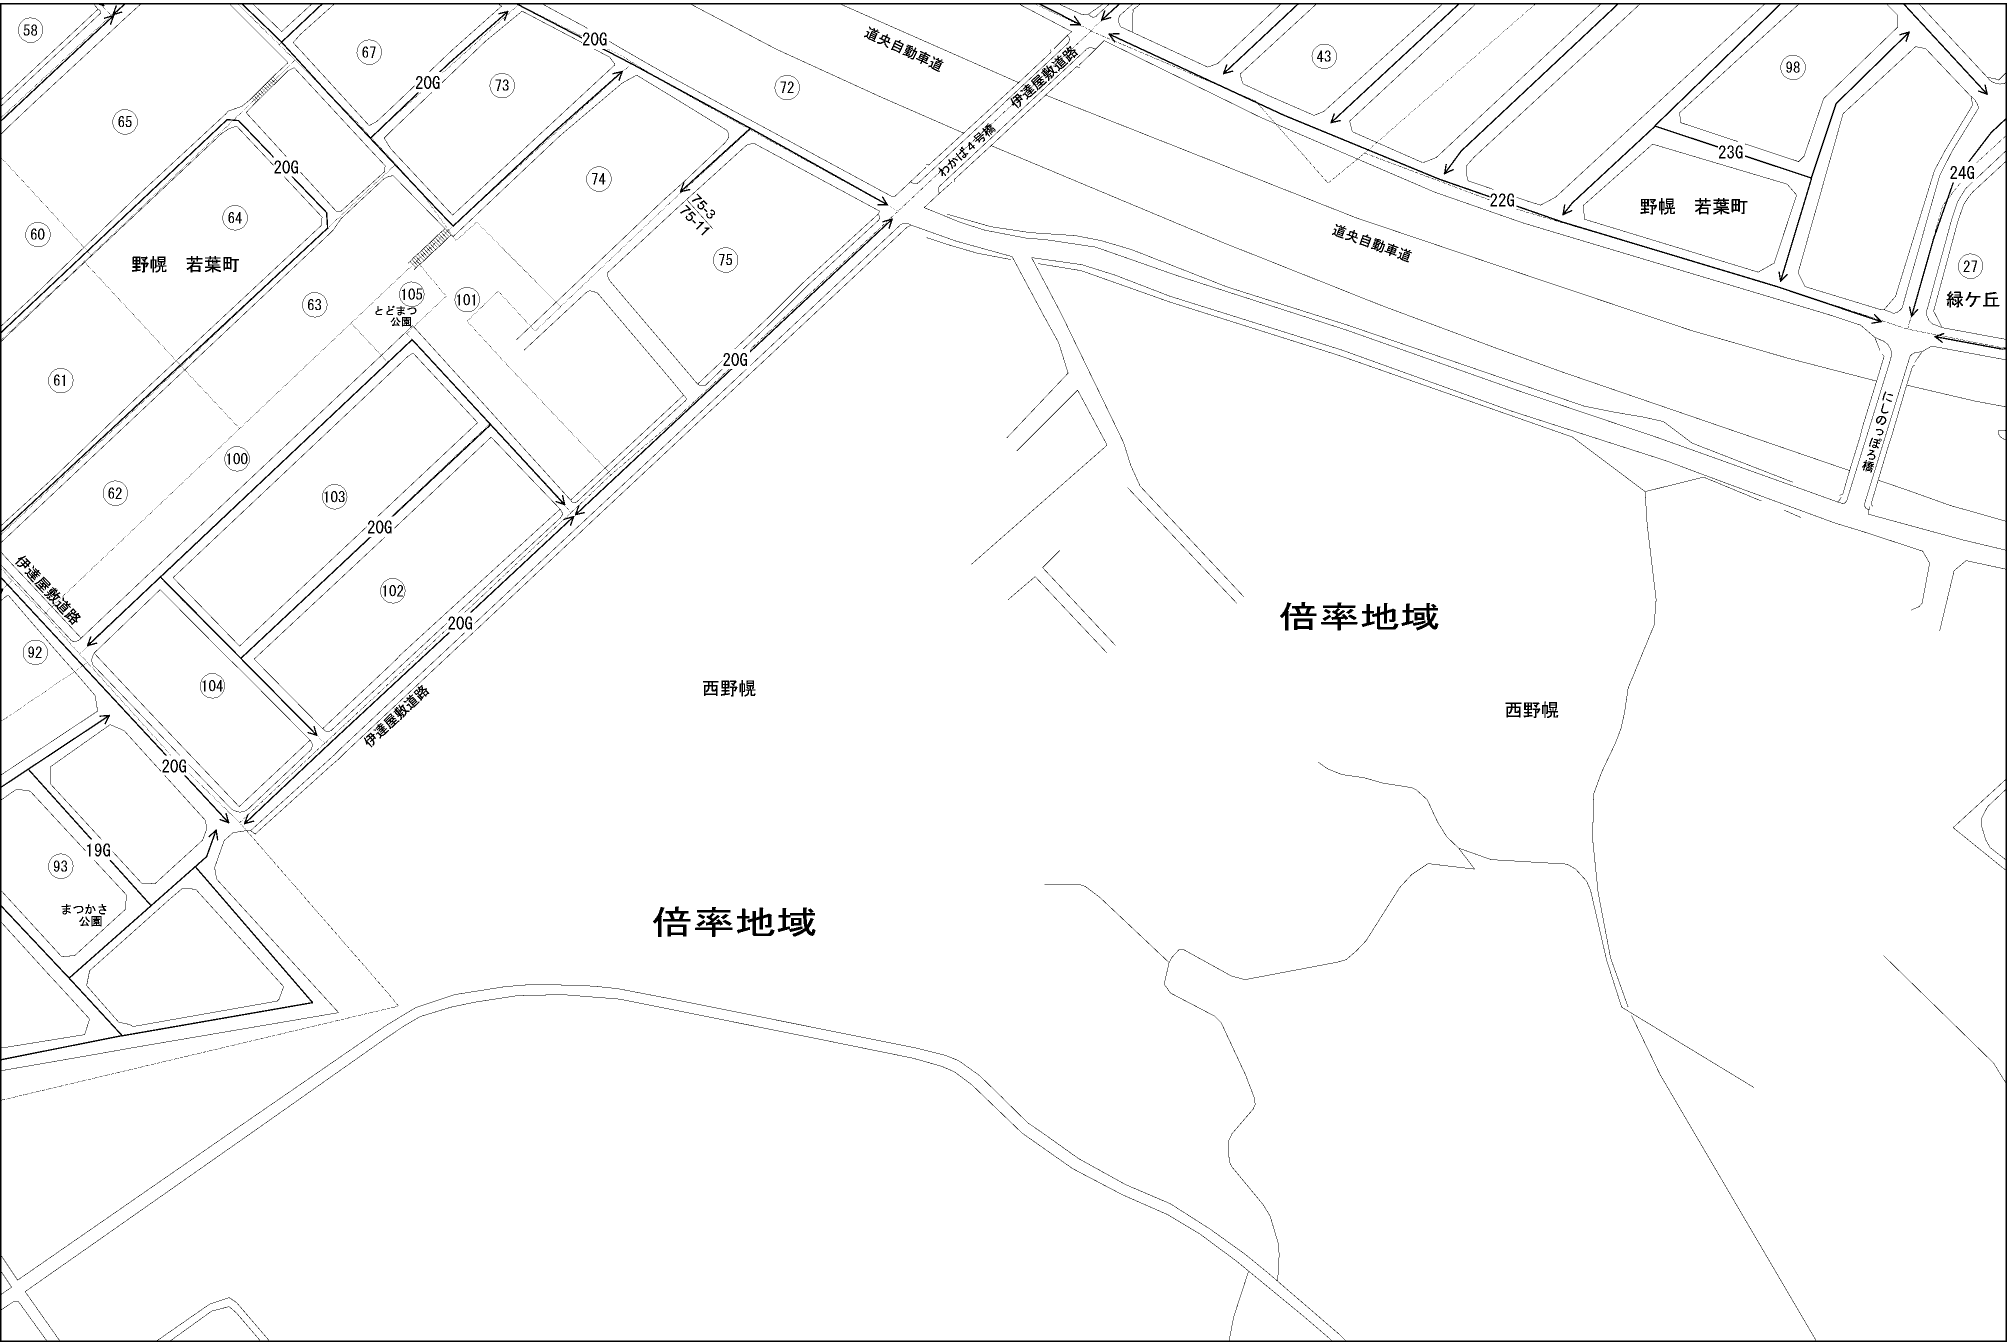 58
67
20G
20G
73
72
道央自動車道
伊達屋敷道路
43
98
65
20G
74
75-3
75-11
わかば4号橋
23G
24G
22G
野幌 若葉町
64
60
野幌 若葉町
75
道央自動車道
27
緑ケ丘
63
105
101
とどまつ
公園
61
20G
にしのっぽろ橋
100
62
103
20G
伊達屋敷道路
102
20G
倍率地域
92
104
西野幌
西野幌
伊達屋敷道路
20G
19G
93
まつかさ
公園
倍率地域